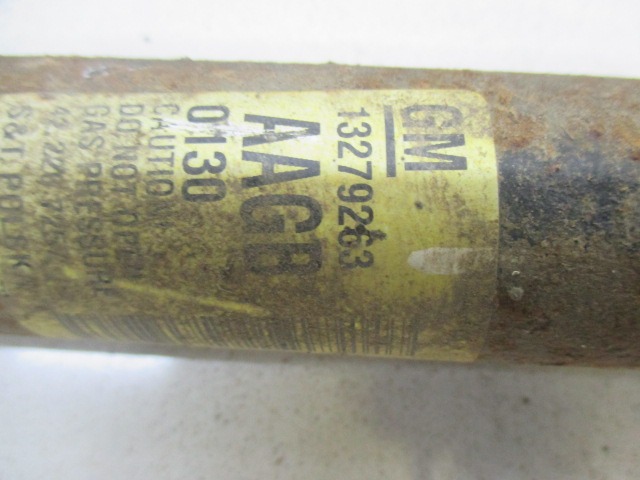 GM
13279263
AAGB
0130
CAUTION
DO NOT OPEN
GAS PRESSURE